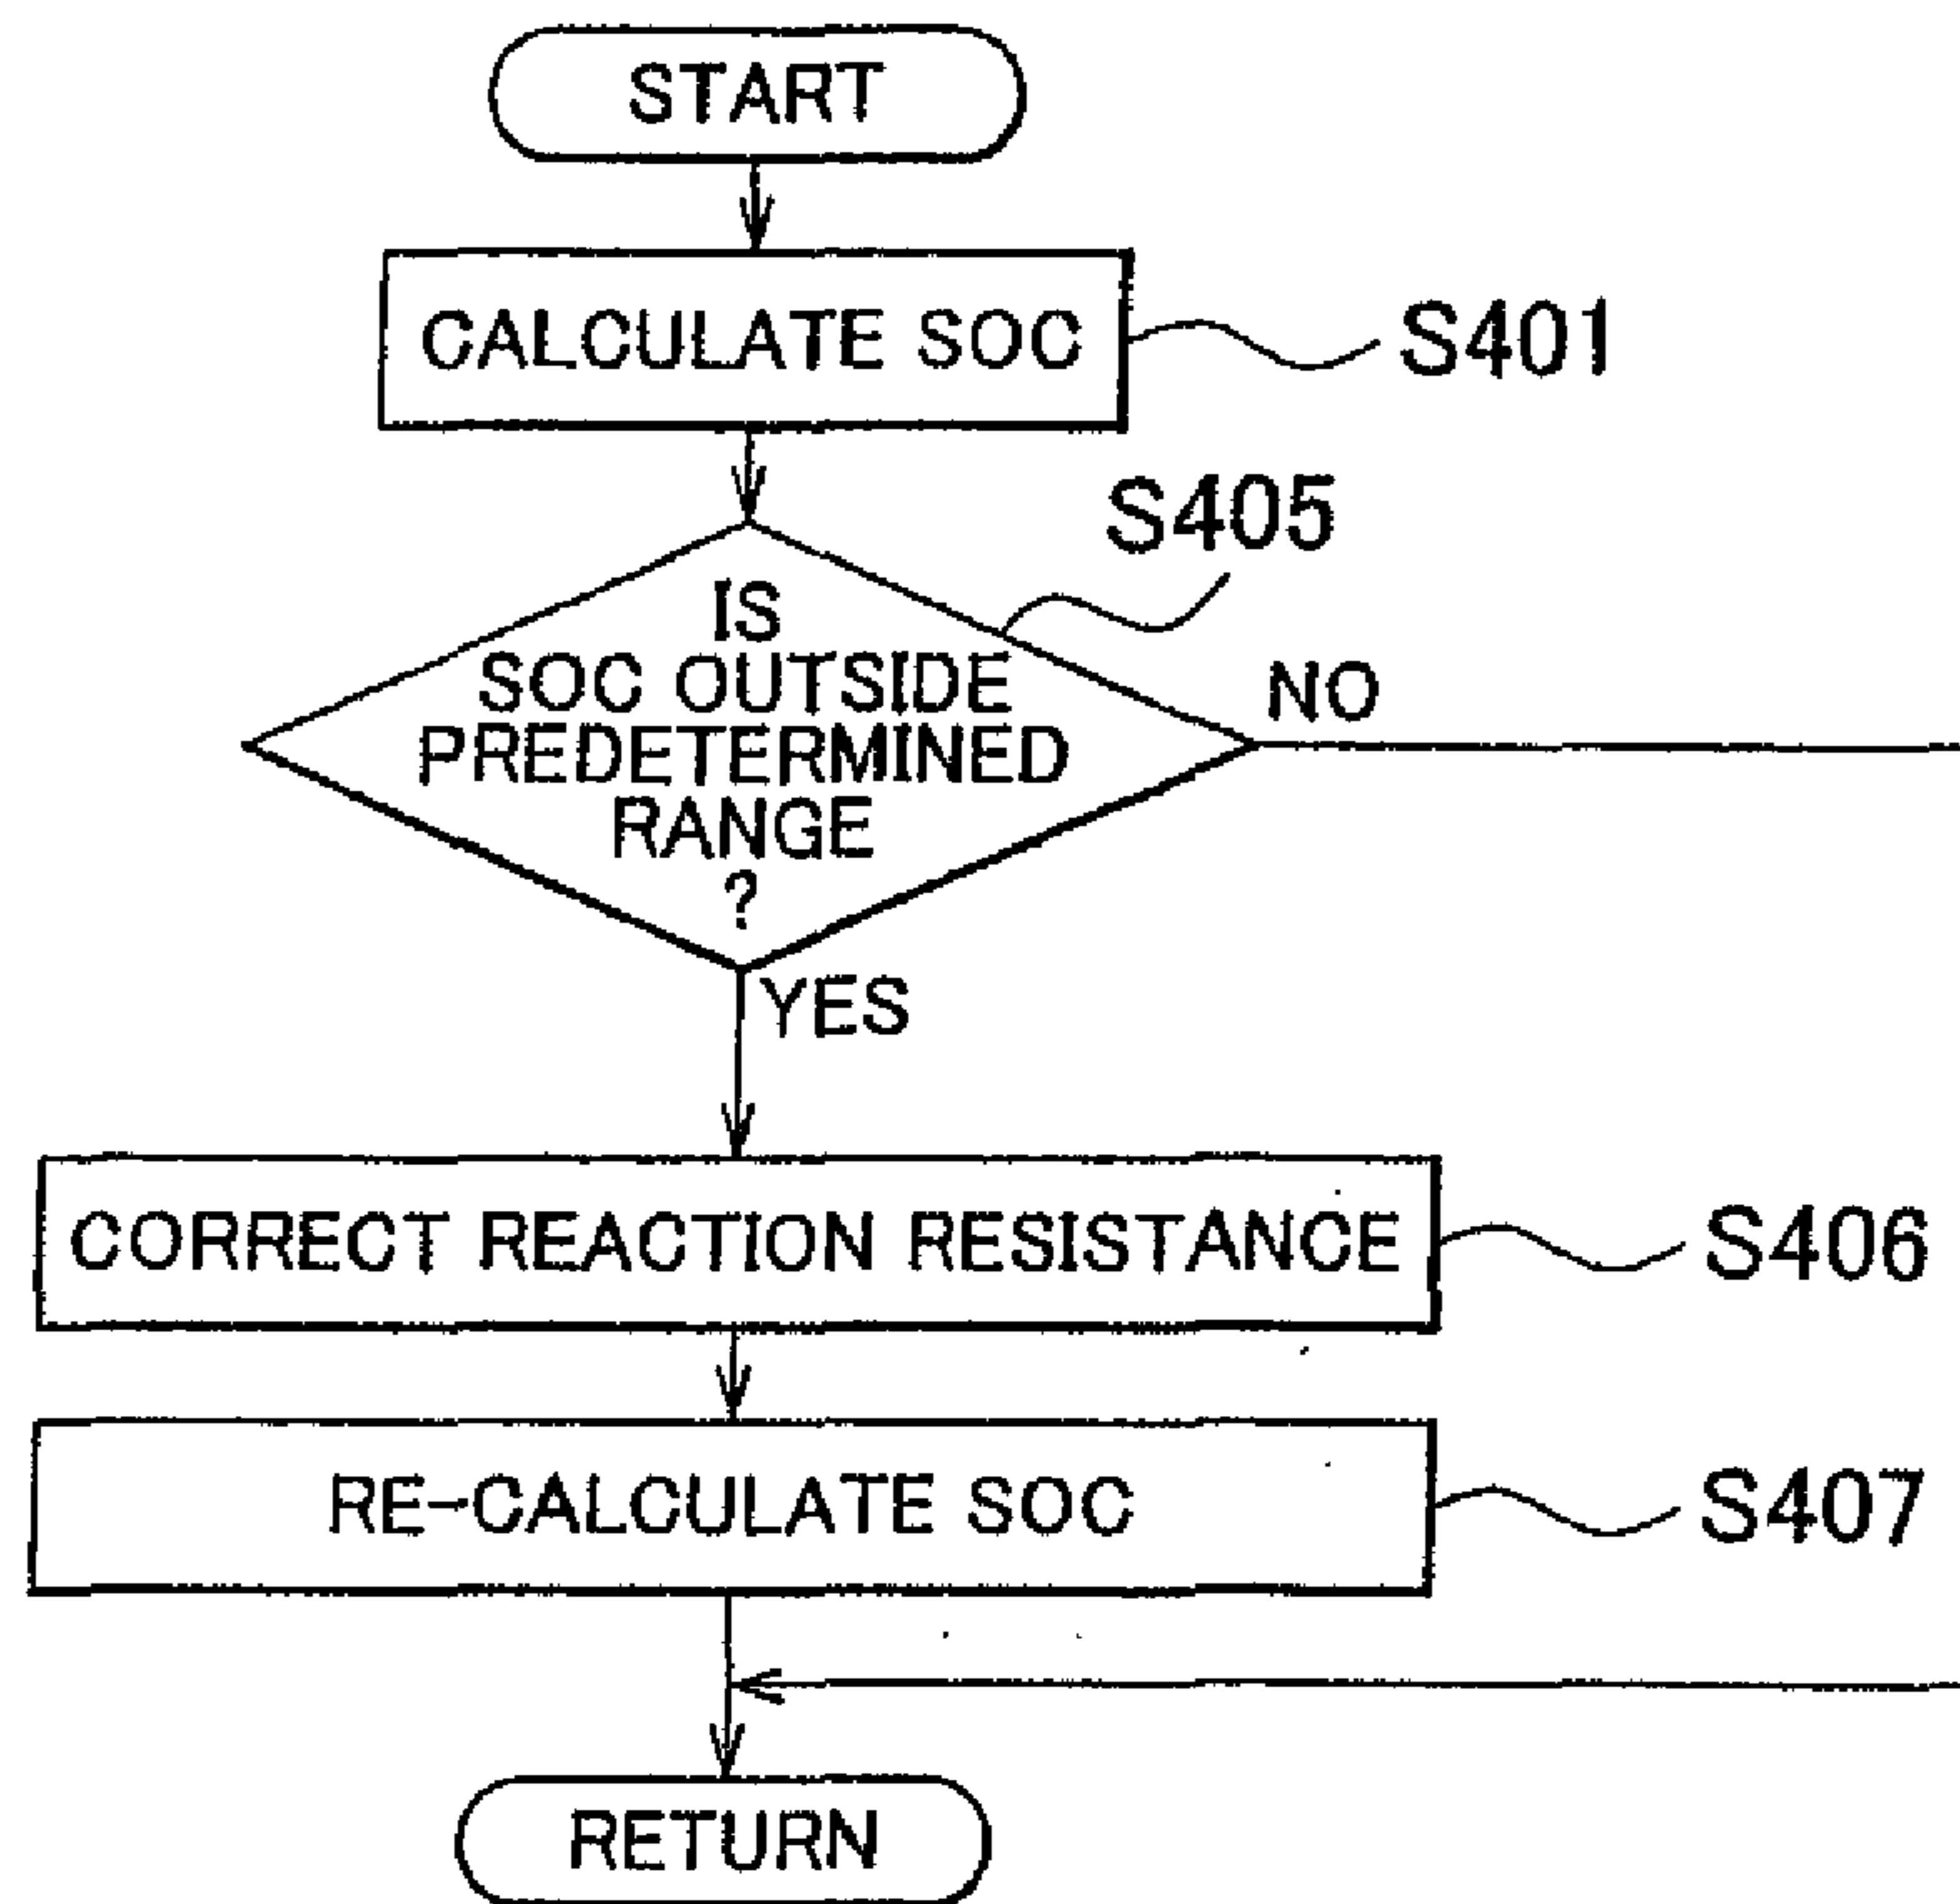 START
CALCULATE SOC
S401
S405
IS
SOC OUTSIDE
PREDETERMINED
RANGE
?
NO
YES
CORRECT REACTION RESISTANCE
S406
RE-CALCULATE SOC
S407
RETURN